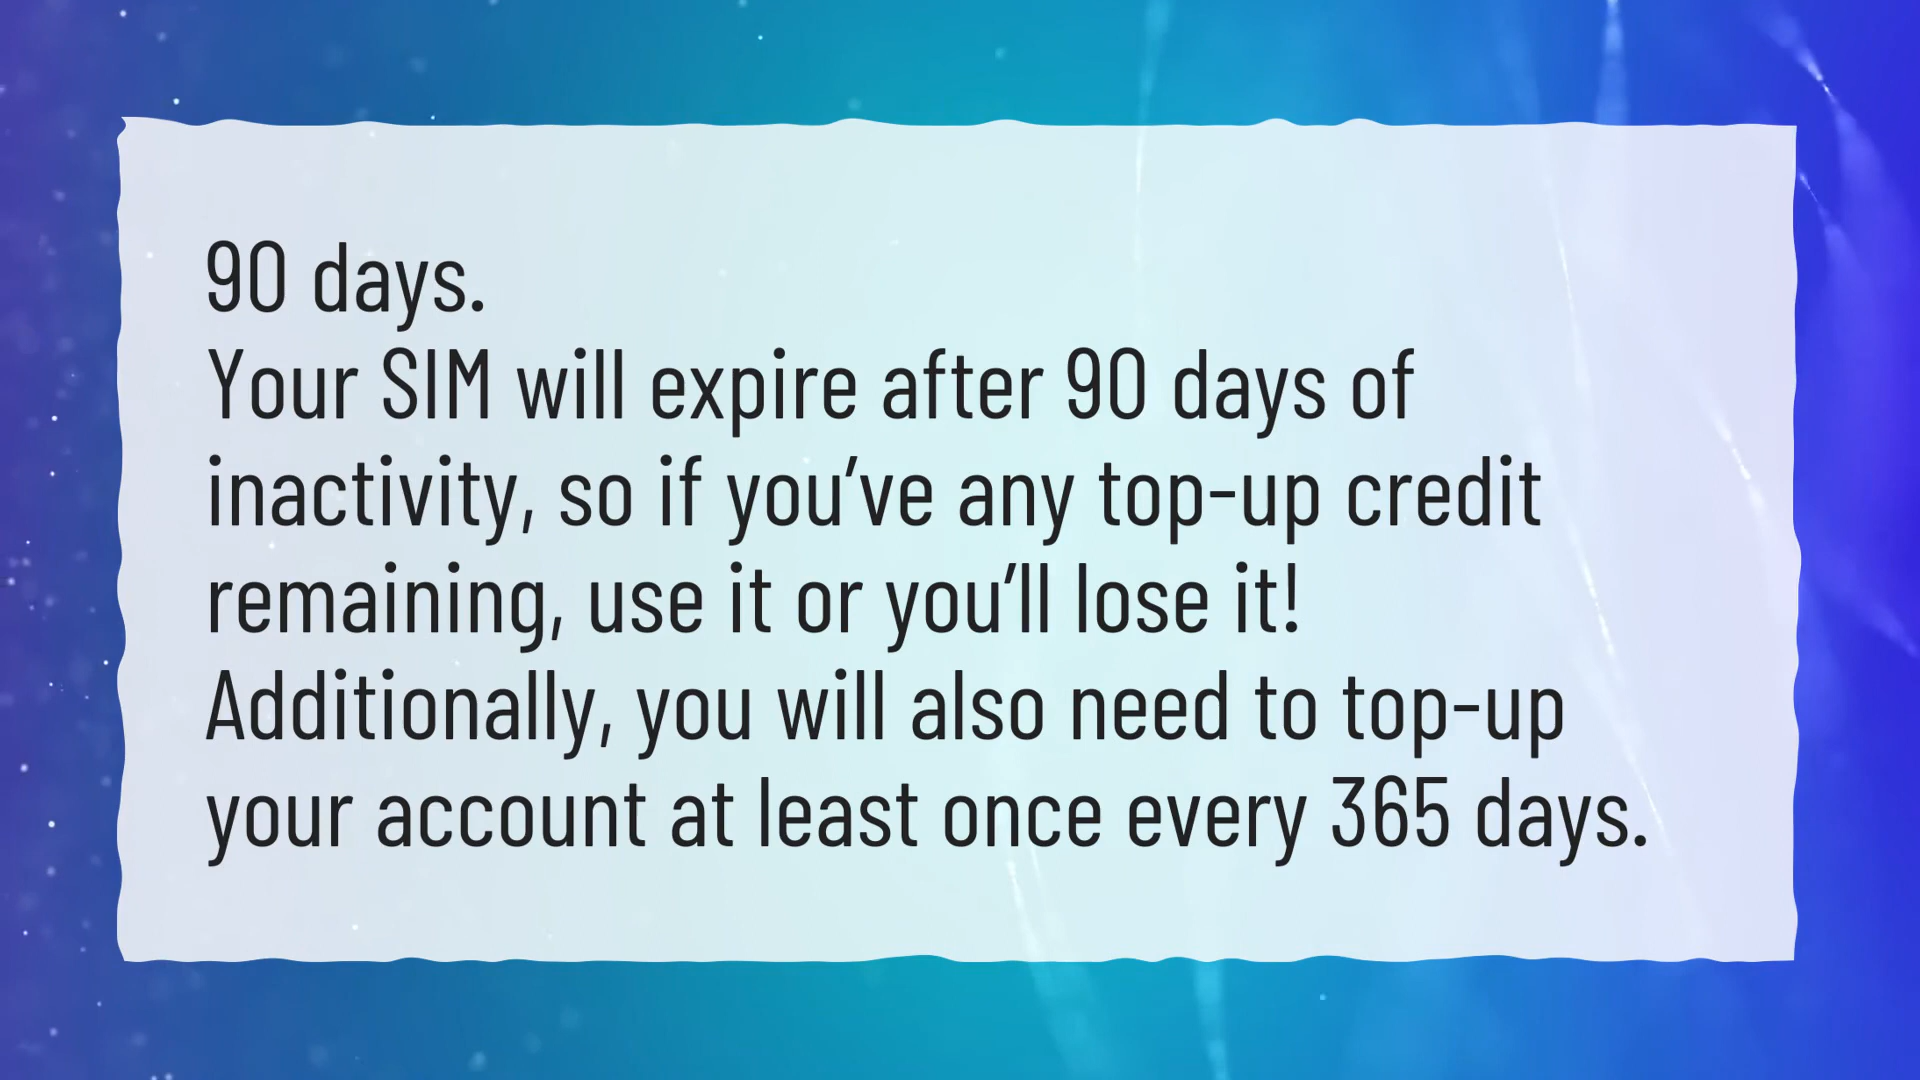 90 days.
Your SIM will expire after 90 days of
inactivity, so if you’ve any top-up credit
remaining, use it or you’ll lose it!
Additionally, you will also need to top-up
your account at least once every 365 days.